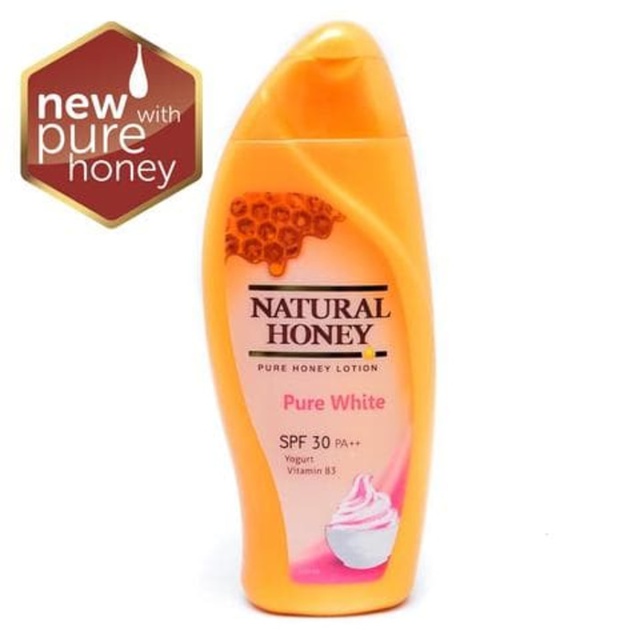 new with
pure
honey
NATURAL
HONEY
PURE HONEY LOTION
Pure White
SPF 30 PA++
Yogurt
Vitamin B3